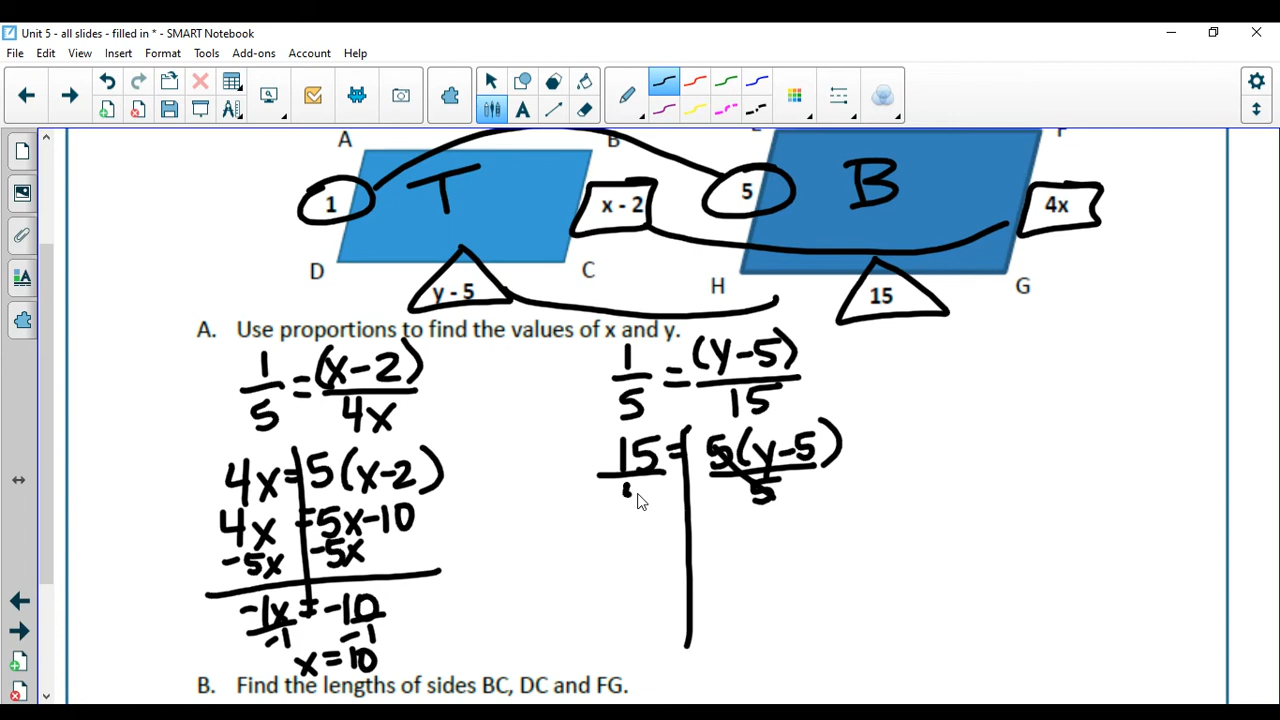 Unit 5 - all slides - filled in * - SMART Notebook
File Edit View Insert Format Tools Add-ons Account Help
A B F
1 T x - 2 5 B 4x
D C H G
y - 5 15
A. Use proportions to find the values of x and y.
1/5 = (x-2)/4x 1/5 = (y-5)/15
4x = 5(x-2) 15 = 5(y-5)
5
4x = 5x-10
-5x -5x
-1x = -10
-1 -1
x = 10
B. Find the lengths of sides BC, DC and FG.